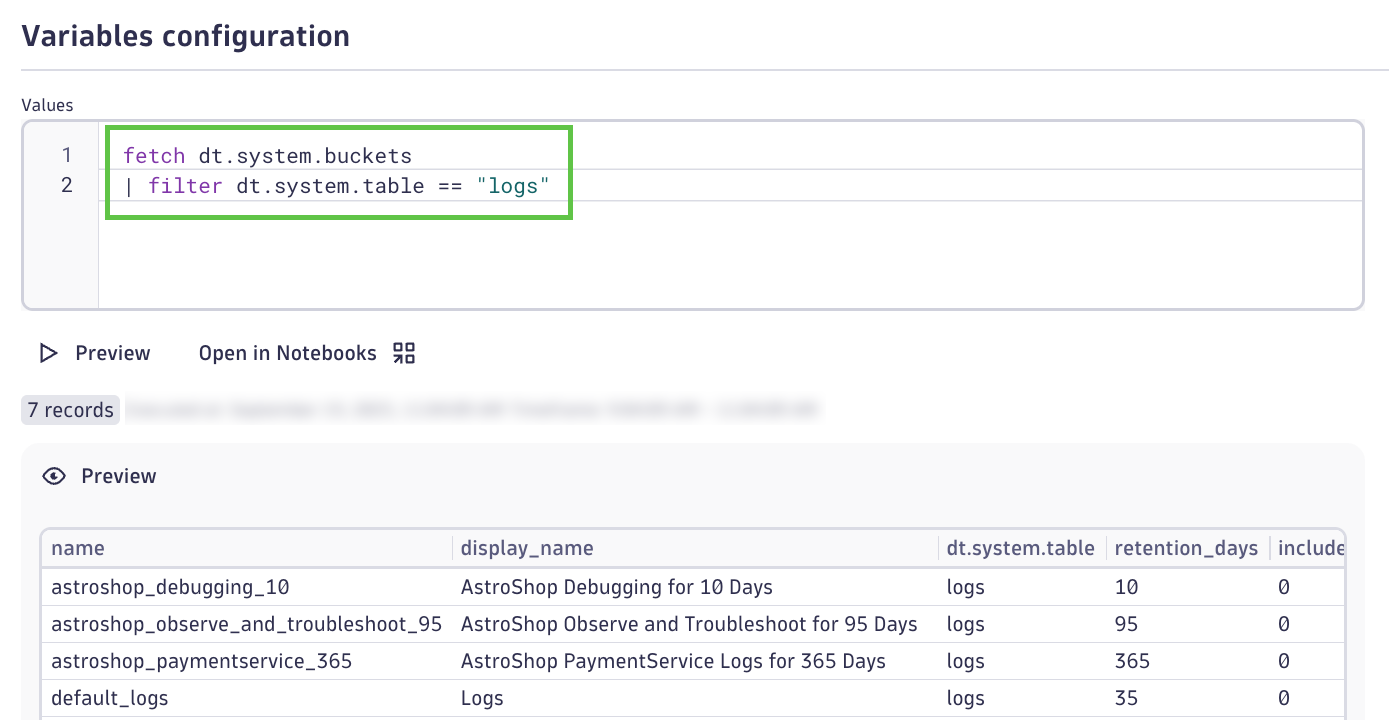 Variables configuration
Values
1 fetch dt.system.buckets
2 | filter dt.system.table == "logs"
Preview Open in Notebooks
7 records
Preview
name display_name dt.system.table retention_days include
astroshop_debugging_10 AstroShop Debugging for 10 Days logs 10 0
astroshop_observe_and_troubleshoot_95 AstroShop Observe and Troubleshoot for 95 Days logs 95 0
astroshop_paymentservice_365 AstroShop PaymentService Logs for 365 Days logs 365 0
default_logs Logs logs 35 0